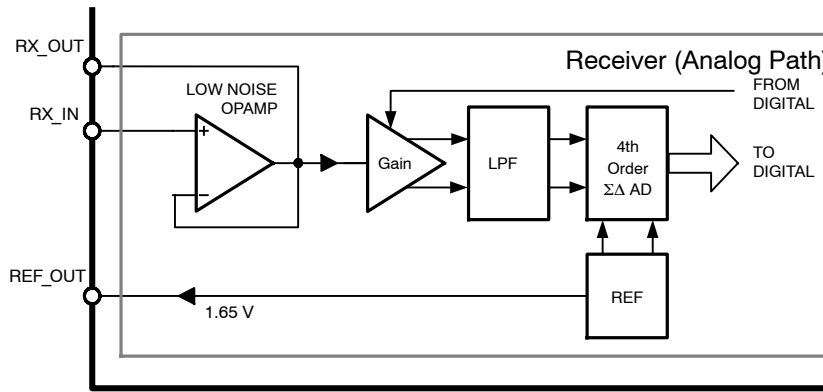 RX_OUT
Receiver (Analog Path)
LOW NOISE
OPAMP
FROM
DIGITAL
RX_IN
+
−
Gain
LPF
4th
Order
ΣΔ AD
TO
DIGITAL
REF_OUT
1.65 V
REF